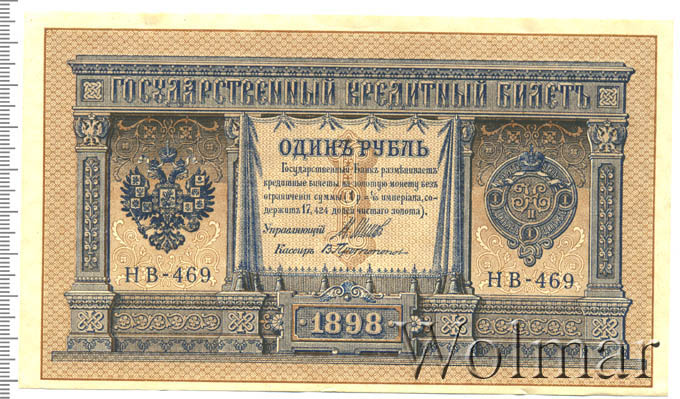 ГОСУДАРСТВЕННЫЙ КРЕДИТНЫЙ БИЛЕТЪ
ОДИНЪ РУБЛЬ
Государственный Банкъ размѣниваетъ
кредитные билеты на золотую монету безъ
ограниченія суммы (1 р. = 1/15 имперіала, со-
держитъ 17,424 долей чистаго золота).
Управляющій
Кассиръ
НВ-469
НВ-469
1898
Wolmar